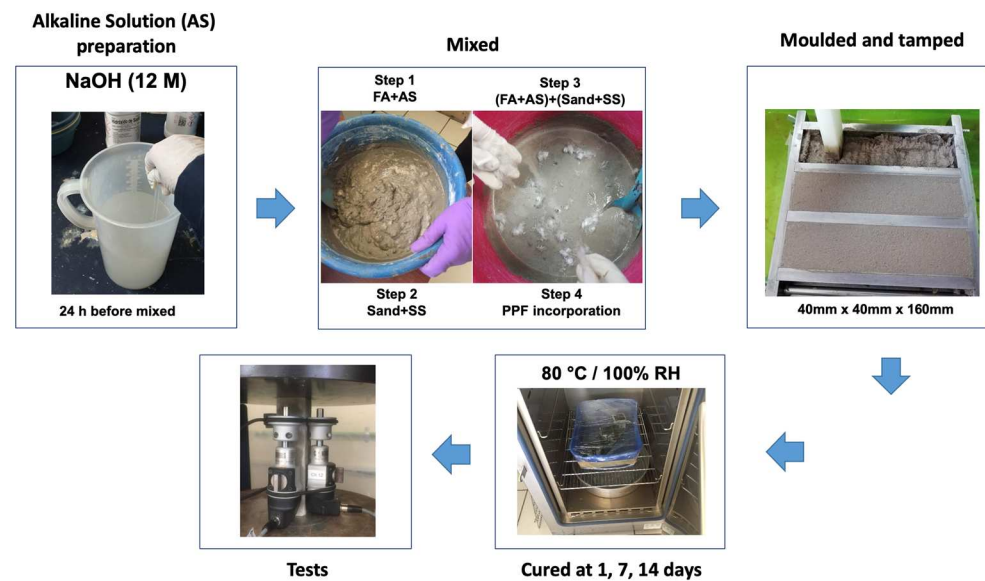 Alkaline Solution (AS)
preparation
NaOH (12 M)
24 h before mixed
Mixed
Step 1
FA+AS
Step 3
(FA+AS)+(Sand+SS)
Step 2
Sand+SS
Step 4
PPF incorporation
Moulded and tamped
40mm x 40mm x 160mm
80 °C / 100% RH
Cured at 1, 7, 14 days
Tests